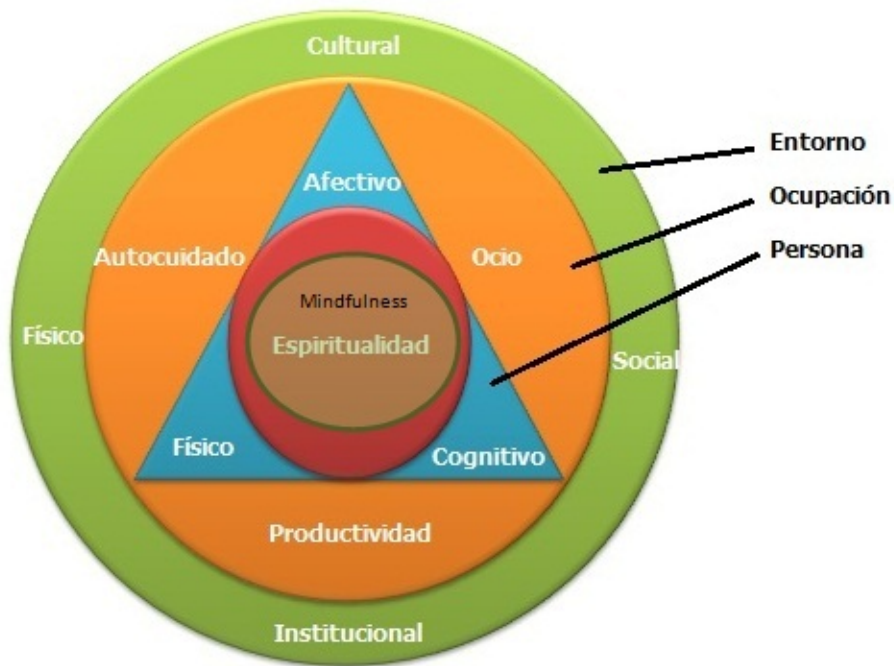 Cultural
Entorno
Ocupación
Afectivo
Persona
Autocuidado
Ocio
Mindfulness
Espiritualidad
Físico
Social
Físico
Cognitivo
Productividad
Institucional